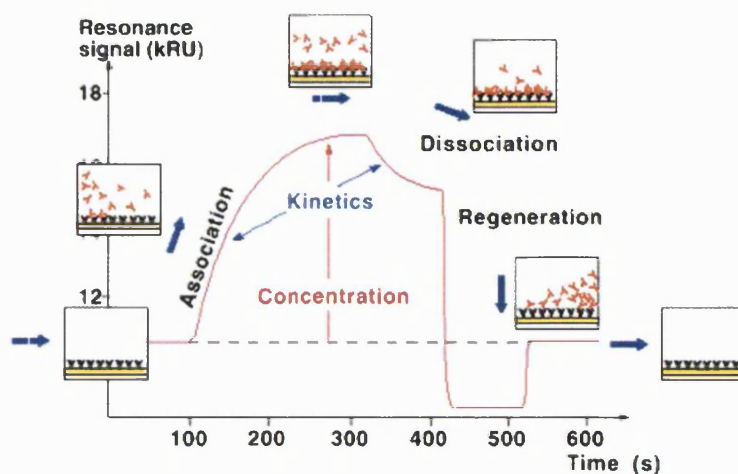 Resonance
signal (kRU)
18
Dissociation
Kinetics
Association
Regeneration
Concentration
12
100 200 300 400 500 600
Time (s)